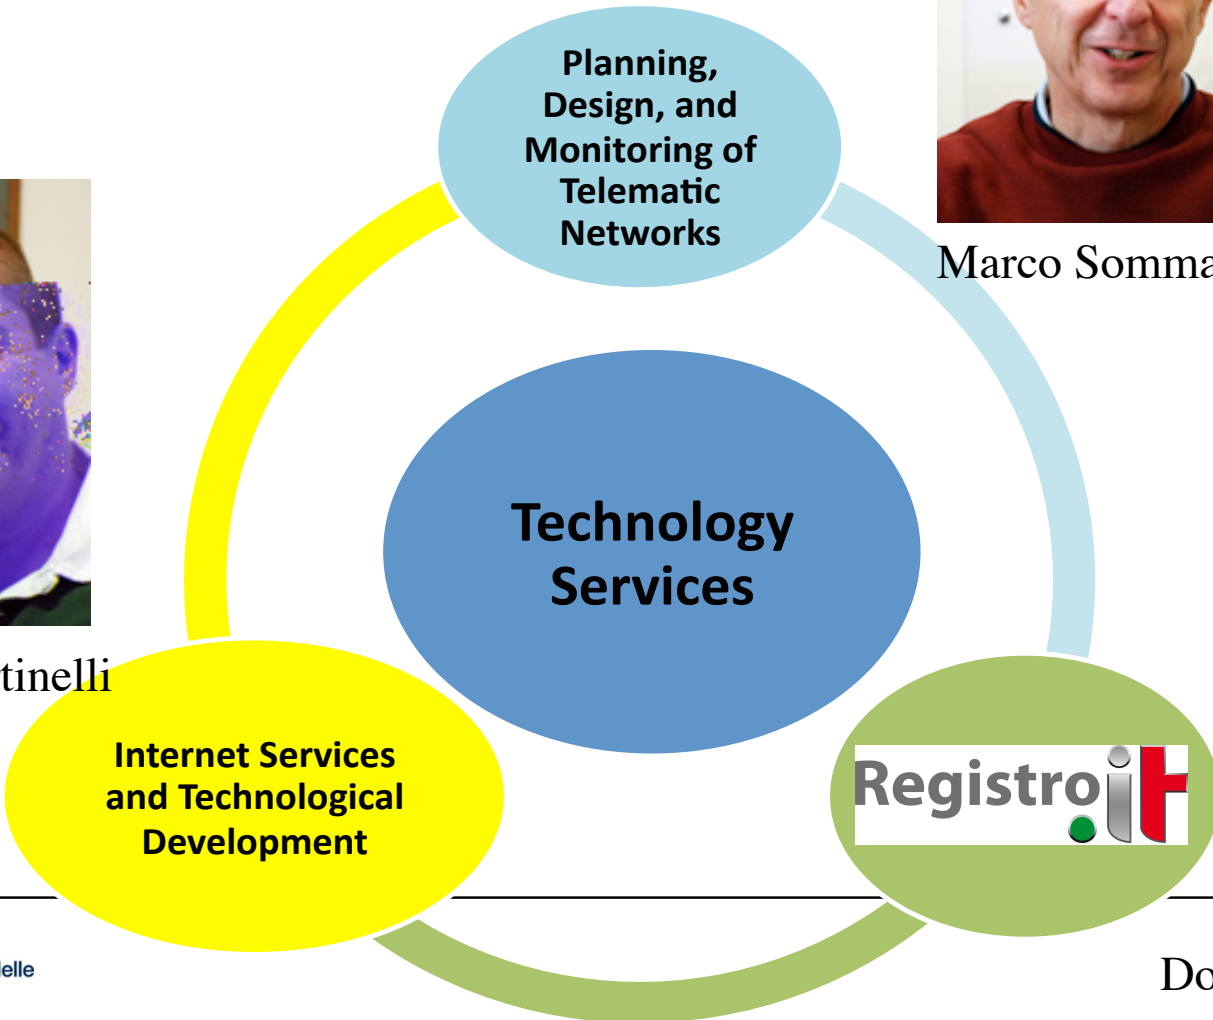 Planning,
Design, and
Monitoring of
Telematic
Networks
Marco Somma
Technology
Services
tinelli
Internet Services
and Technological
Development
Registro.it
elle
Do